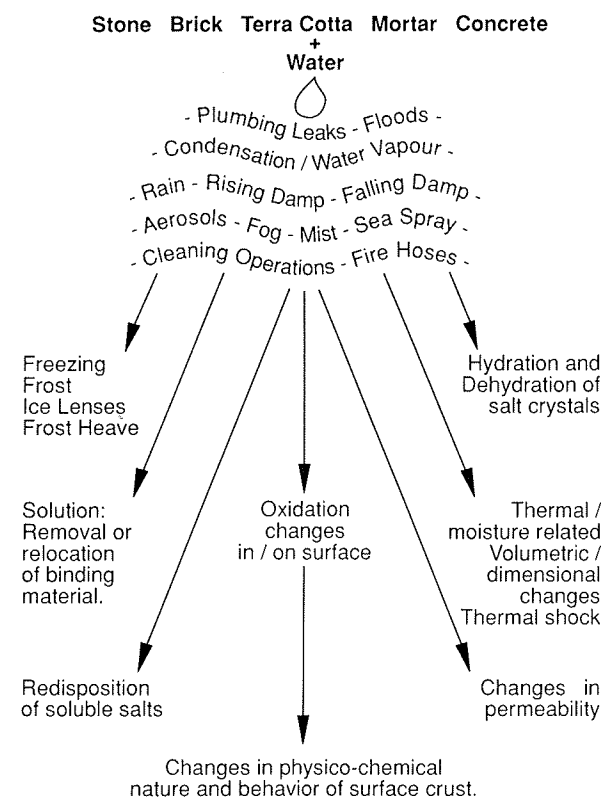 Stone Brick Terra Cotta Mortar Concrete
+
Water
- Plumbing Leaks - Floods -
- Condensation / Water Vapour -
- Rain - Rising Damp - Falling Damp -
- Aerosols - Fog - Mist - Sea Spray -
- Cleaning Operations - Fire Hoses -
Freezing
Frost
Ice Lenses
Frost Heave
Hydration and
Dehydration of
salt crystals
Solution:
Removal or
relocation
of binding
material.
Oxidation
changes
in / on surface
Thermal /
moisture related
Volumetric /
dimensional
changes
Thermal shock
Redisposition
of soluble salts
Changes in
permeability
Changes in physico-chemical
nature and behavior of surface crust.